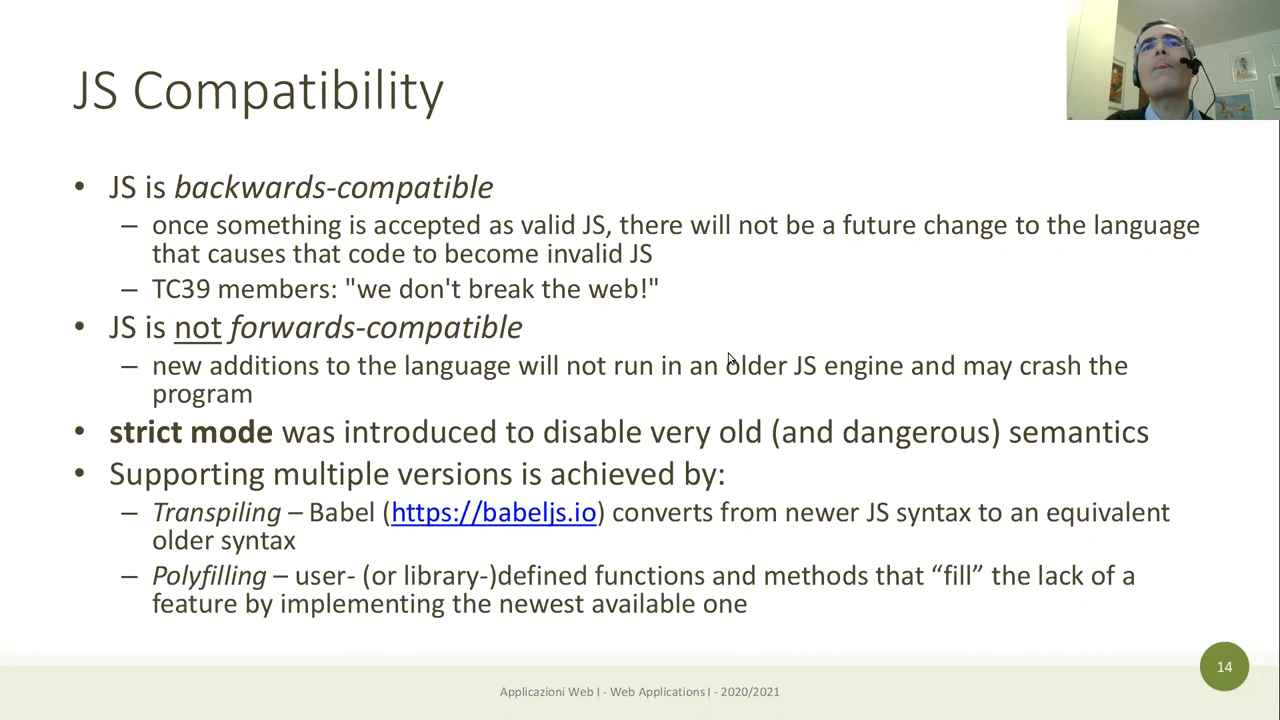 JS Compatibility
• JS is backwards-compatible
– once something is accepted as valid JS, there will not be a future change to the language
that causes that code to become invalid JS
– TC39 members: "we don't break the web!"
• JS is not forwards-compatible
– new additions to the language will not run in an older JS engine and may crash the
program
• strict mode was introduced to disable very old (and dangerous) semantics
• Supporting multiple versions is achieved by:
– Transpiling – Babel (https://babeljs.io) converts from newer JS syntax to an equivalent
older syntax
– Polyfilling – user- (or library-)defined functions and methods that “fill” the lack of a
feature by implementing the newest available one
14
Applicazioni Web I - Web Applications I - 2020/2021